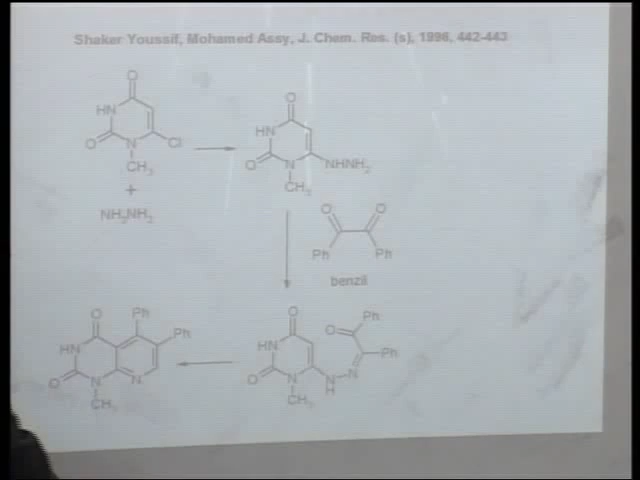 Shaker Youssif, Mohamed Assy, J. Chem. Res. (s), 1996, 442-443
O
HN
O
N
Cl
CH3
+
NH2NH2
O
HN
O
N
NHNH2
CH3
O
O
Ph
Ph
benzil
O
HN
O
N
CH3
N
H
N
O
Ph
Ph
O
HN
O
N
CH3
N
Ph
Ph